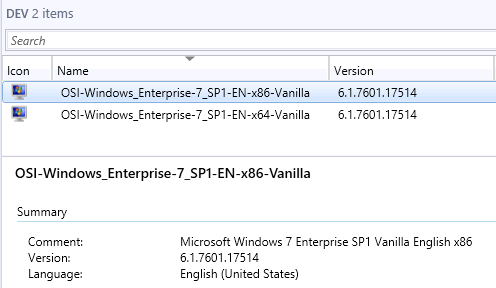 DEV 2 items
Search
Icon Name Version
OSI-Windows_Enterprise-7_SP1-EN-x86-Vanilla 6.1.7601.17514
OSI-Windows_Enterprise-7_SP1-EN-x64-Vanilla 6.1.7601.17514
OSI-Windows_Enterprise-7_SP1-EN-x86-Vanilla
Summary
Comment: Microsoft Windows 7 Enterprise SP1 Vanilla English x86
Version: 6.1.7601.17514
Language: English (United States)